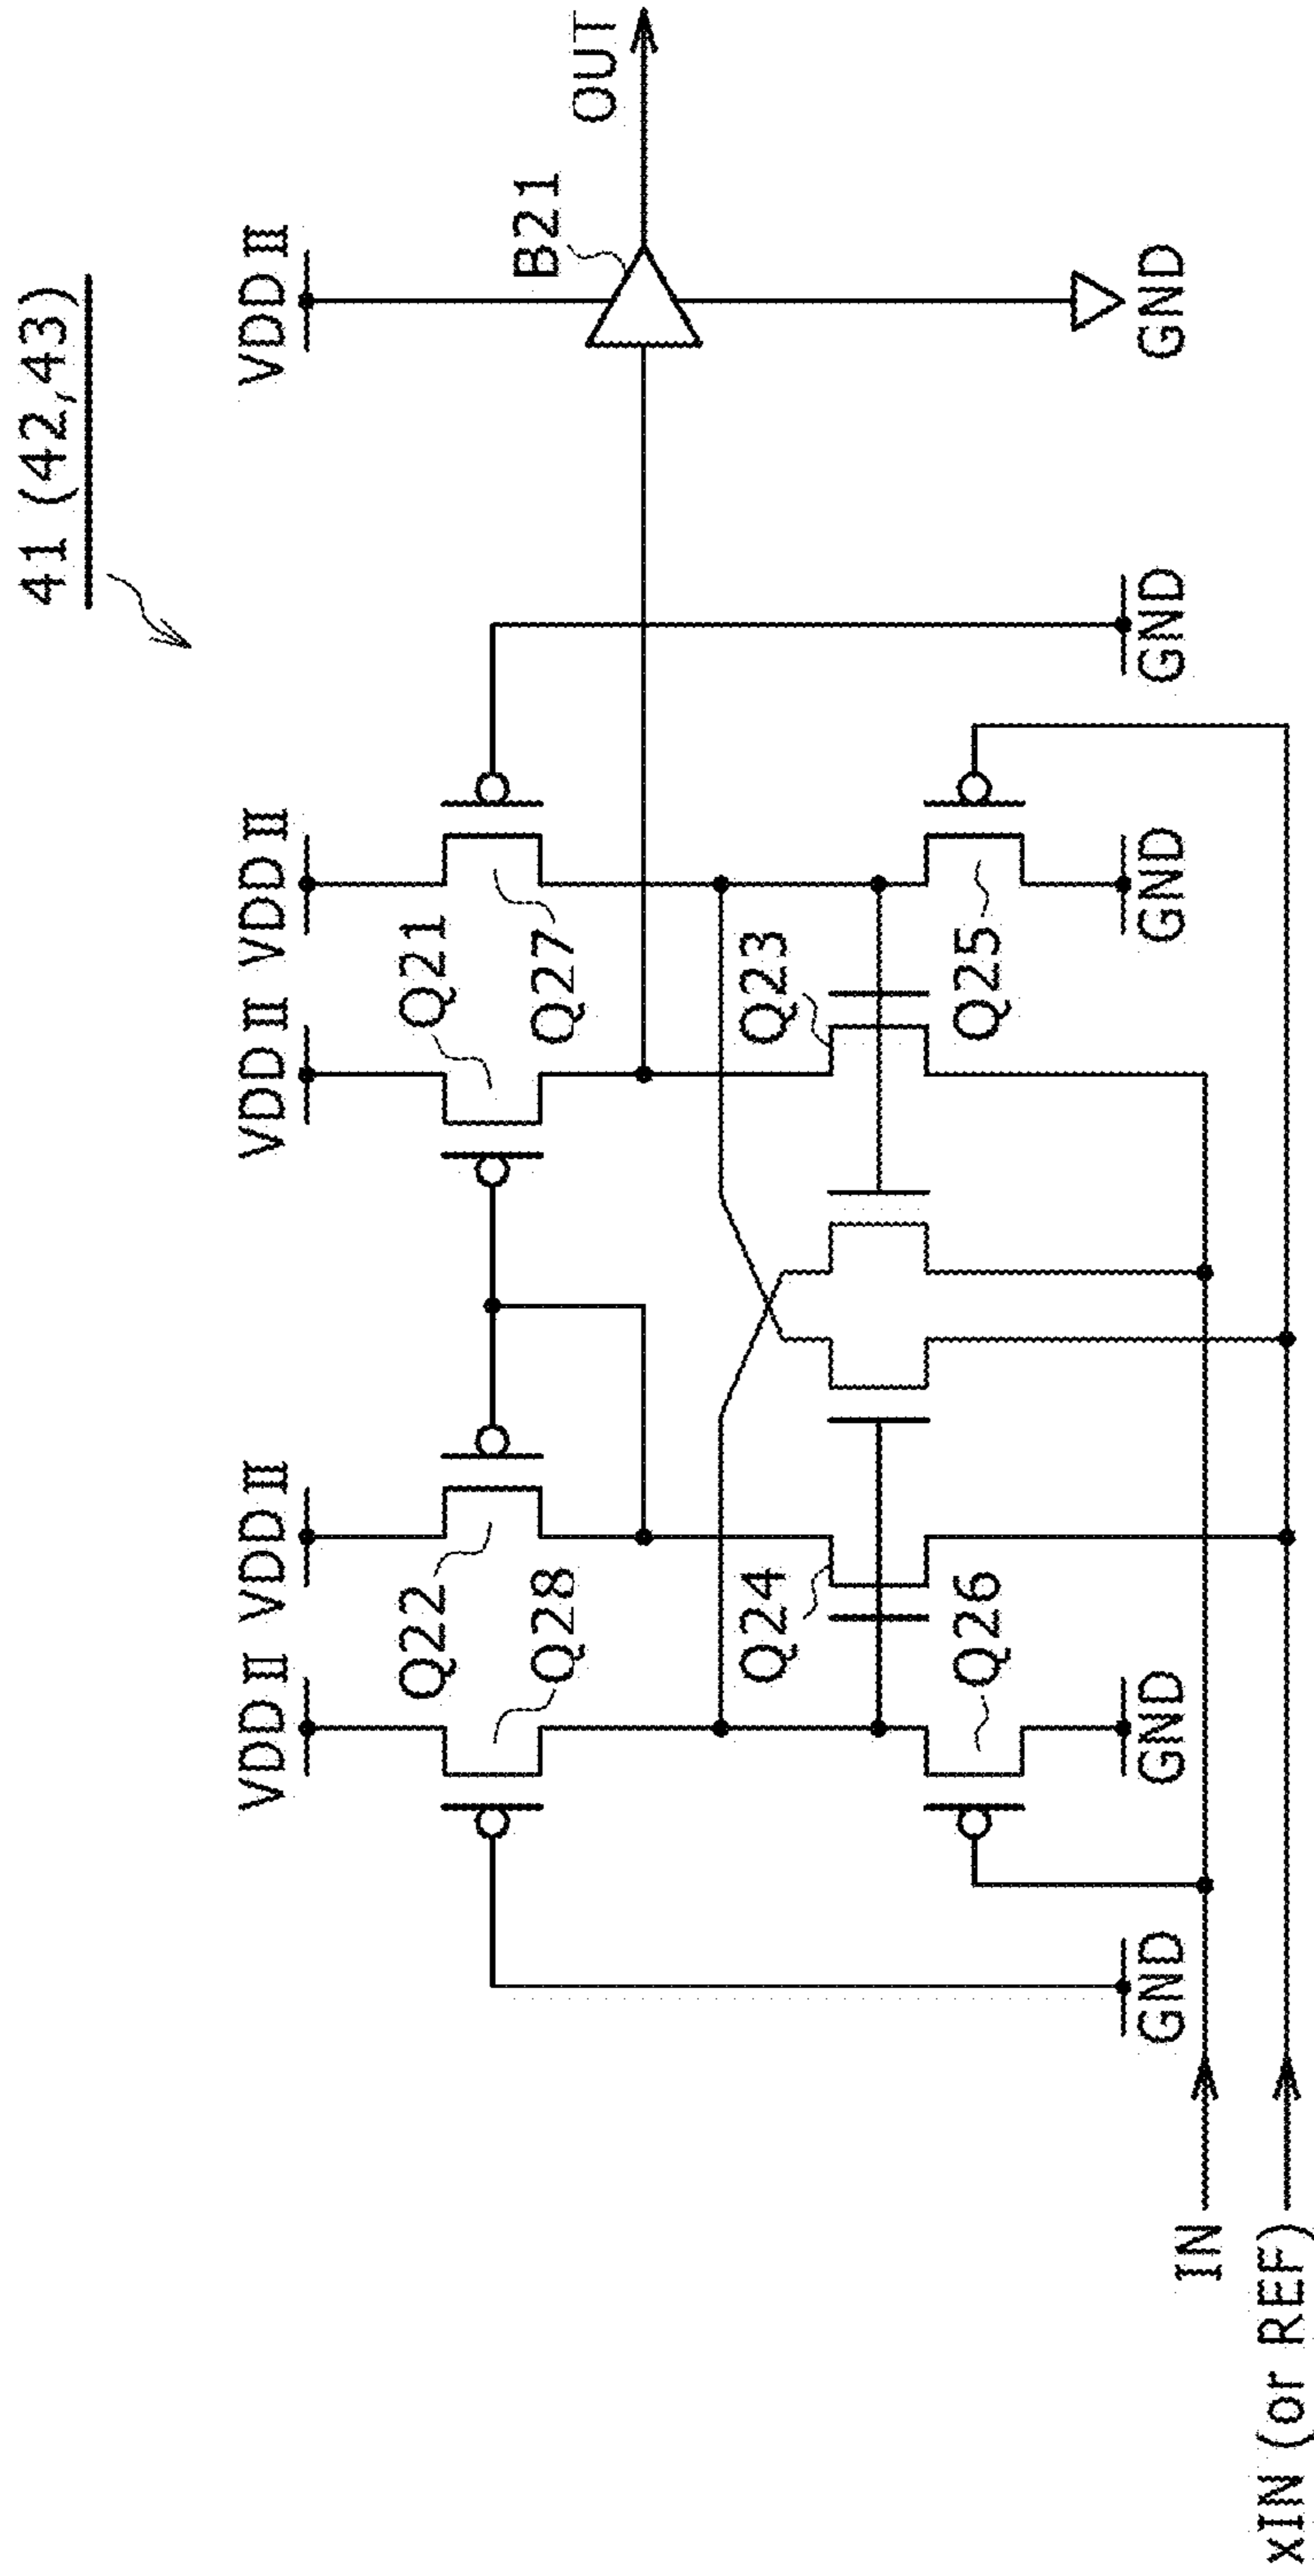 41 (42,43)
VDD II
VDD II
VDD II
VDD II
VDD II
Q22
Q21
Q28
Q27
B21
OUT
Q24
Q23
Q26
Q25
GND
GND
GND
GND
GND
IN
xIN (or REF)